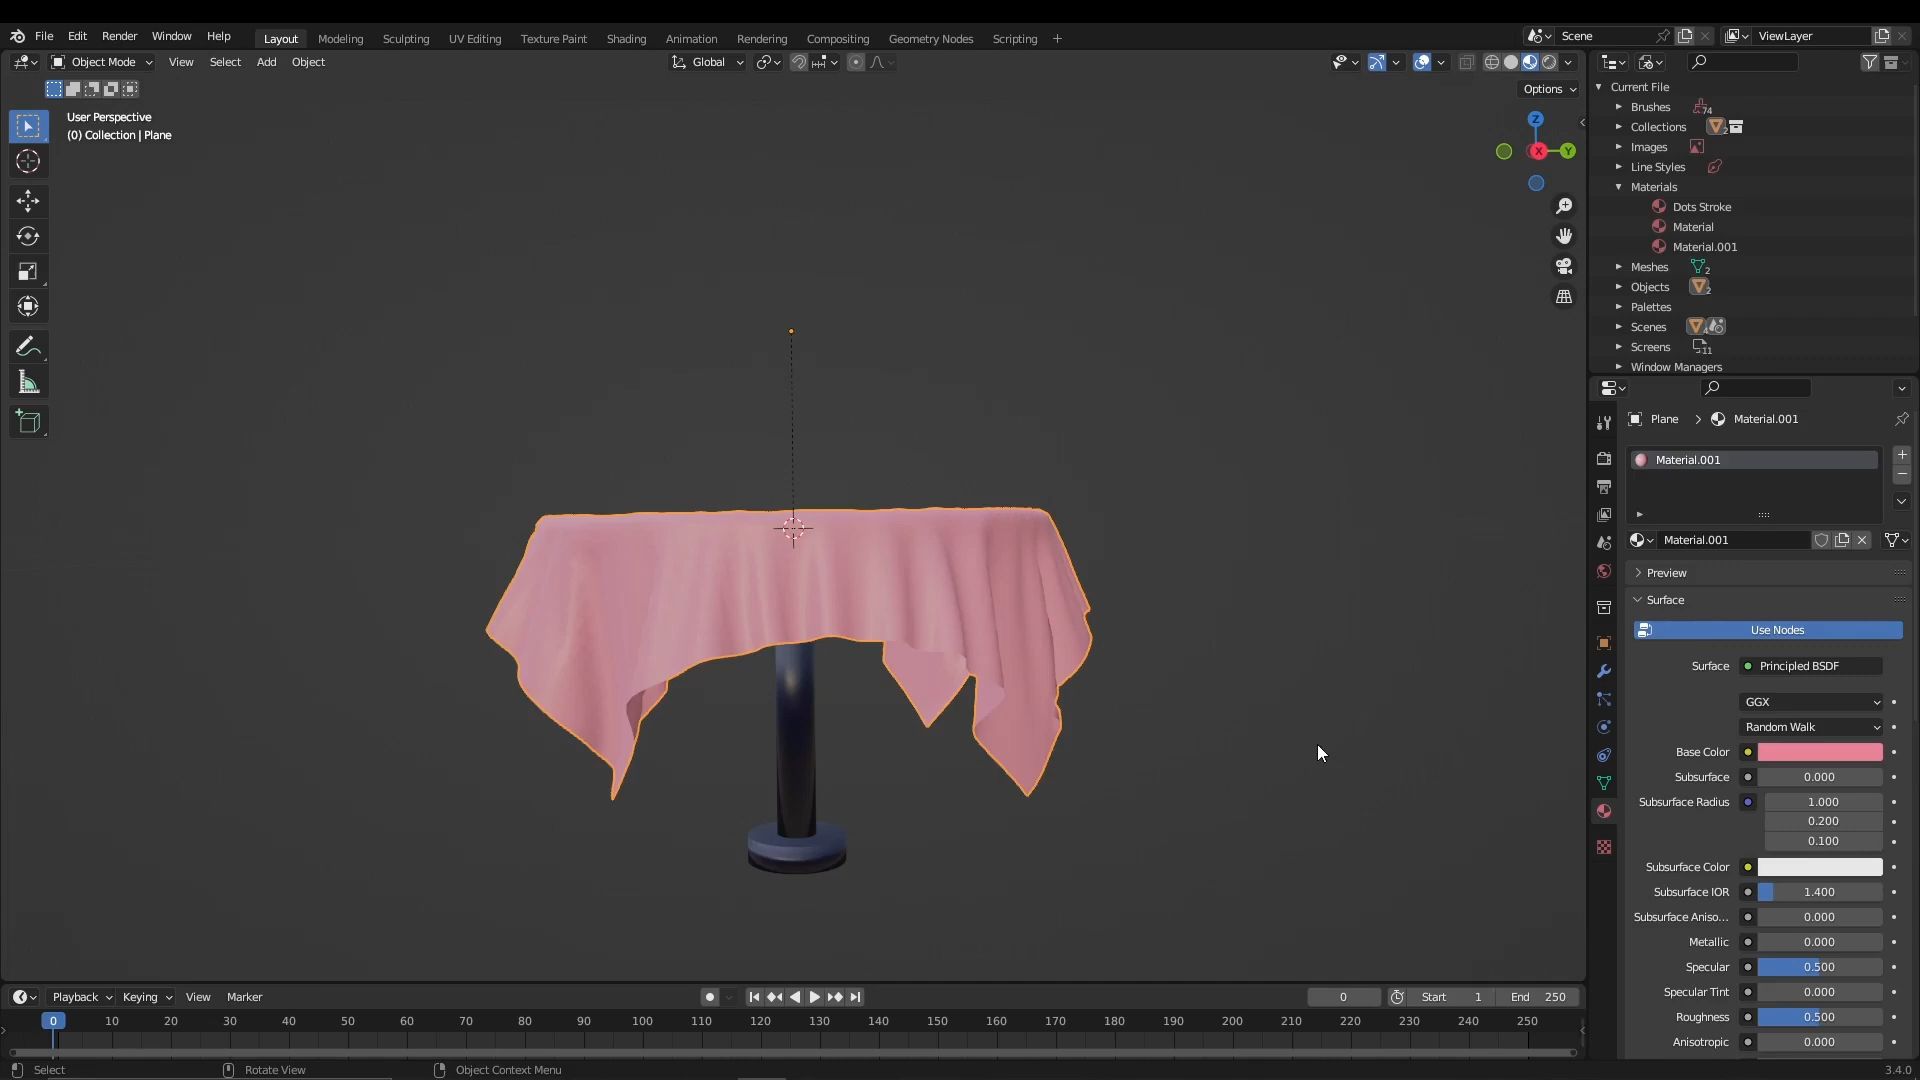 File Edit Render Window Help Layout Modeling Sculpting UV Editing Texture Paint Shading Animation Rendering Compositing Geometry Nodes Scripting + Scene ViewLayer
Object Mode View Select Add Object Global
Options
User Perspective
(0) Collection | Plane
Z
X
Y
Current File
Brushes 74
Collections 2
Images
Line Styles
Materials
Dots Stroke
Material
Material.001
Meshes 2
Objects 2
Palettes
Scenes 4
Screens 11
Window Managers
Plane > Material.001
Material.001
Material.001
Preview
Surface
Use Nodes
Surface Principled BSDF
GGX
Random Walk
Base Color
Subsurface 0.000
Subsurface Radius 1.000
0.200
0.100
Subsurface Color
Subsurface IOR 1.400
Subsurface Aniso... 0.000
Metallic 0.000
Specular 0.500
Specular Tint 0.000
Roughness 0.500
Anisotropic 0.000
Playback Keying View Marker 0 Start 1 End 250
0 10 20 30 40 50 60 70 80 90 100 110 120 130 140 150 160 170 180 190 200 210 220 230 240 250
Select Rotate View Object Context Menu 3.4.0